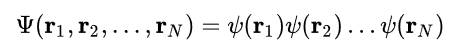 Ψ(r₁, r₂, …, r_N) = ψ(r₁)ψ(r₂) … ψ(r_N)